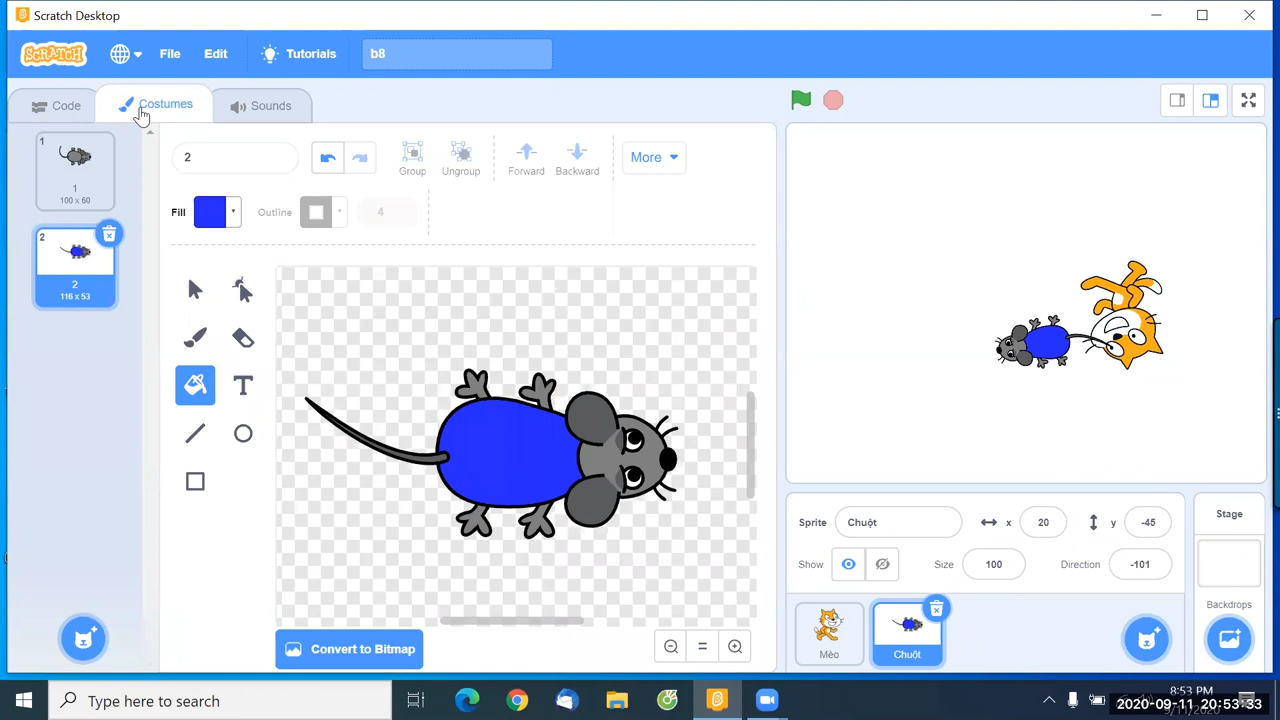 Scratch Desktop
SCRATCH
File
Edit
Tutorials
b8
Code
Costumes
Sounds
1
1
100 x 60
2
2
116 x 53
2
Group
Ungroup
Forward
Backward
More
Fill
Outline
4
T
Convert to Bitmap
Sprite
Chuột
x
20
y
-45
Show
Size
100
Direction
-101
Mèo
Chuột
Stage
Backdrops
Type here to search
8:53 PM
2020-09-11 20:53:33